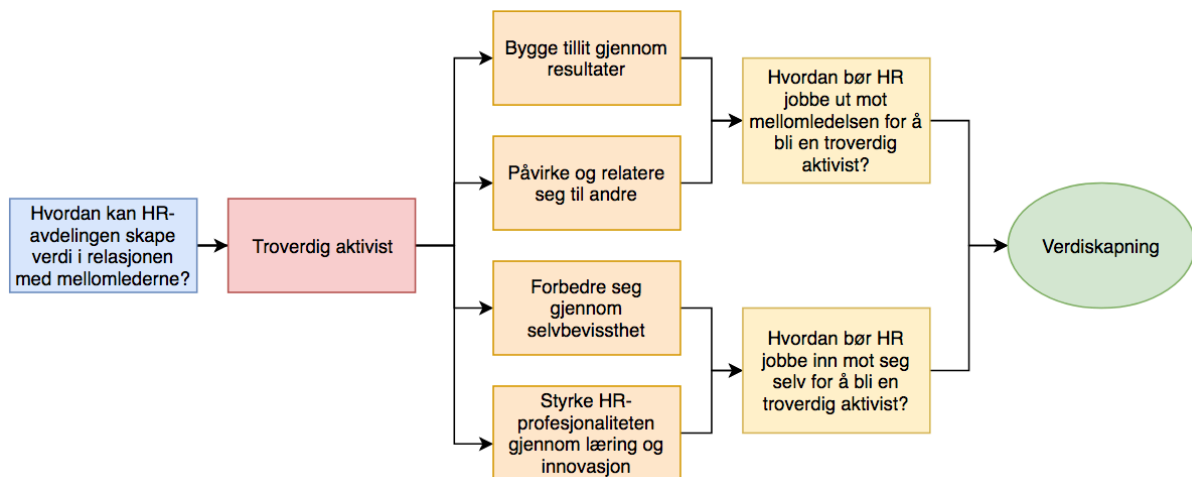 Hvordan kan HR-
avdelingen skape
verdi i relasjonen
med mellomlederne?
Troverdig aktivist
Bygge tillit gjennom
resultater
Påvirke og relatere
seg til andre
Forbedre seg
gjennom
selvbevissthet
Styrke HR-
profesjonaliteten
gjennom læring og
innovasjon
Hvordan bør HR
jobbe ut mot
mellomledelsen for å
bli en troverdig
aktivist?
Hvordan bør HR
jobbe inn mot seg
selv for å bli en
troverdig aktivist?
Verdiskapning